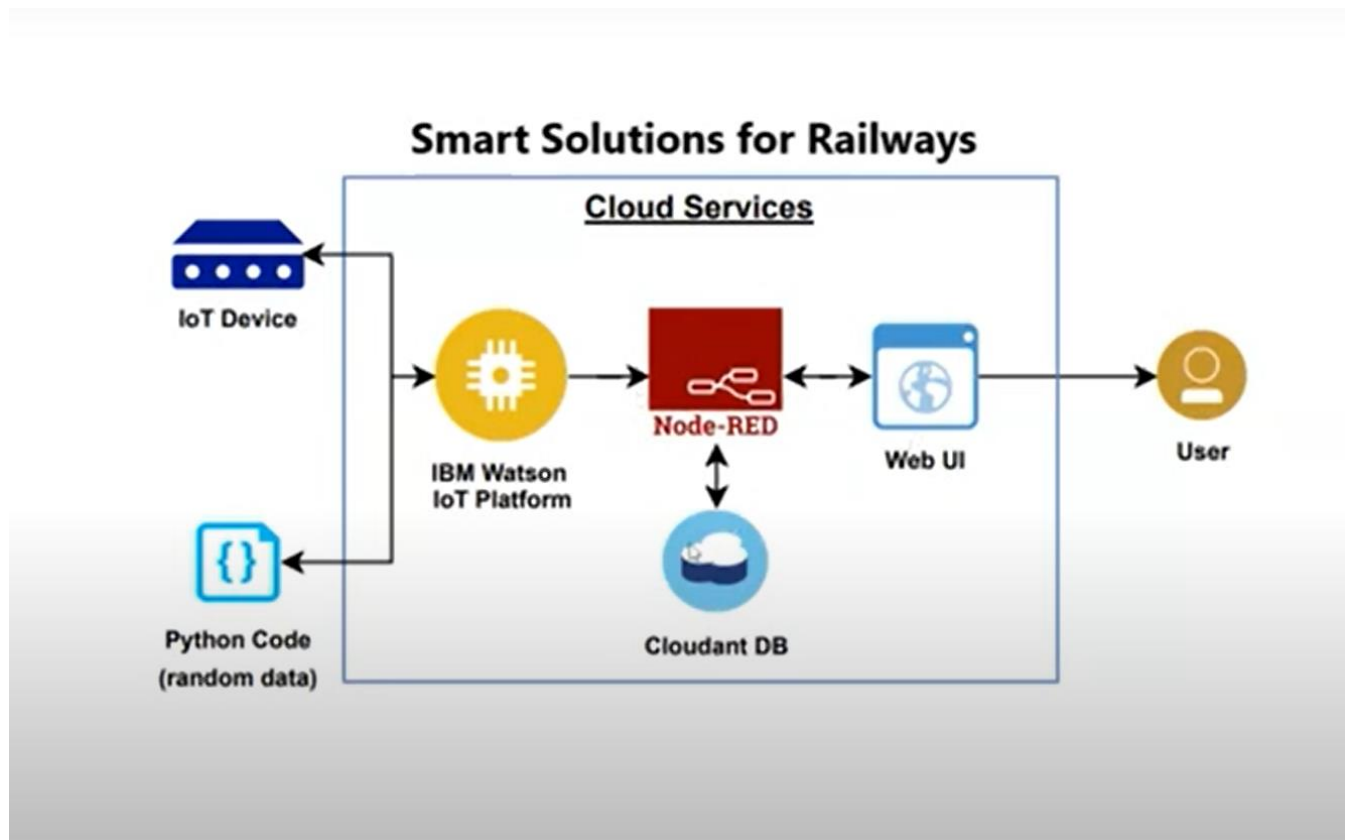 Smart Solutions for Railways
Cloud Services
IoT Device
IBM Watson
IoT Platform
Node-RED
Web UI
User
Cloudant DB
Python Code
(random data)